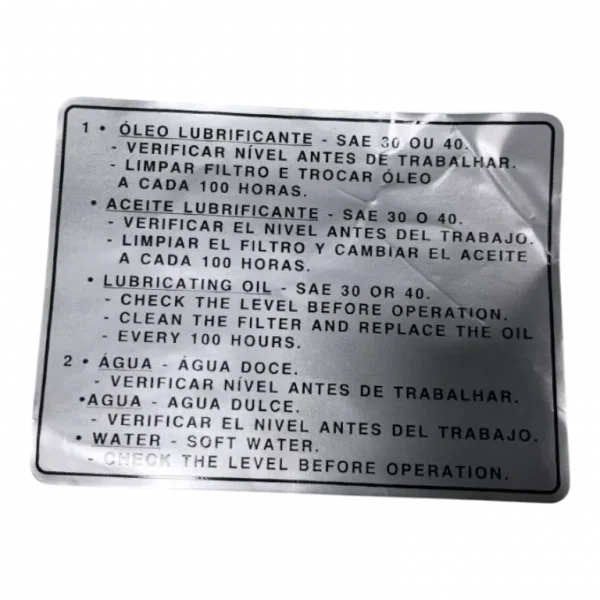 1 • ÓLEO LUBRIFICANTE - SAE 30 OU 40.
- VERIFICAR NÍVEL ANTES DE TRABALHAR.
- LIMPAR FILTRO E TROCAR ÓLEO
A CADA 100 HORAS.
• ACEITE LUBRIFICANTE - SAE 30 O 40.
- VERIFICAR EL NIVEL ANTES DEL TRABAJO.
- LIMPIAR EL FILTRO Y CAMBIAR EL ACEITE
A CADA 100 HORAS.
• LUBRICATING OIL - SAE 30 OR 40.
- CHECK THE LEVEL BEFORE OPERATION.
- CLEAN THE FILTER AND REPLACE THE OIL
- EVERY 100 HOURS.
2 • ÁGUA - ÁGUA DOCE.
- VERIFICAR NÍVEL ANTES DE TRABALHAR.
•AGUA - AGUA DULCE.
- VERIFICAR EL NIVEL ANTES DEL TRABAJO.
• WATER - SOFT WATER.
- CHECK THE LEVEL BEFORE OPERATION.